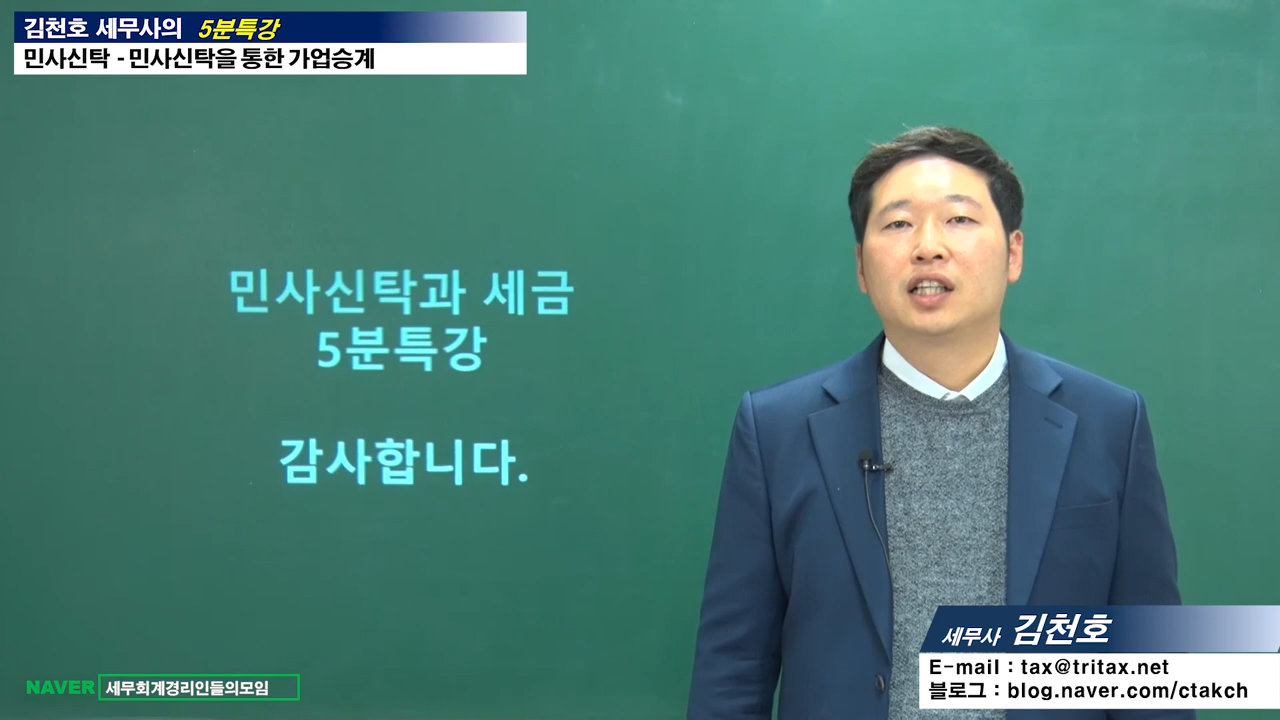 김천호 세무사의 5분특강
민사신탁 - 민사신탁을 통한 가업승계
민사신탁과 세금
5분특강
감사합니다.
세무사 김천호
E-mail : tax@tritax.net
블로그 : blog.naver.com/ctakch
NAVER 세무회계경리인들의모임